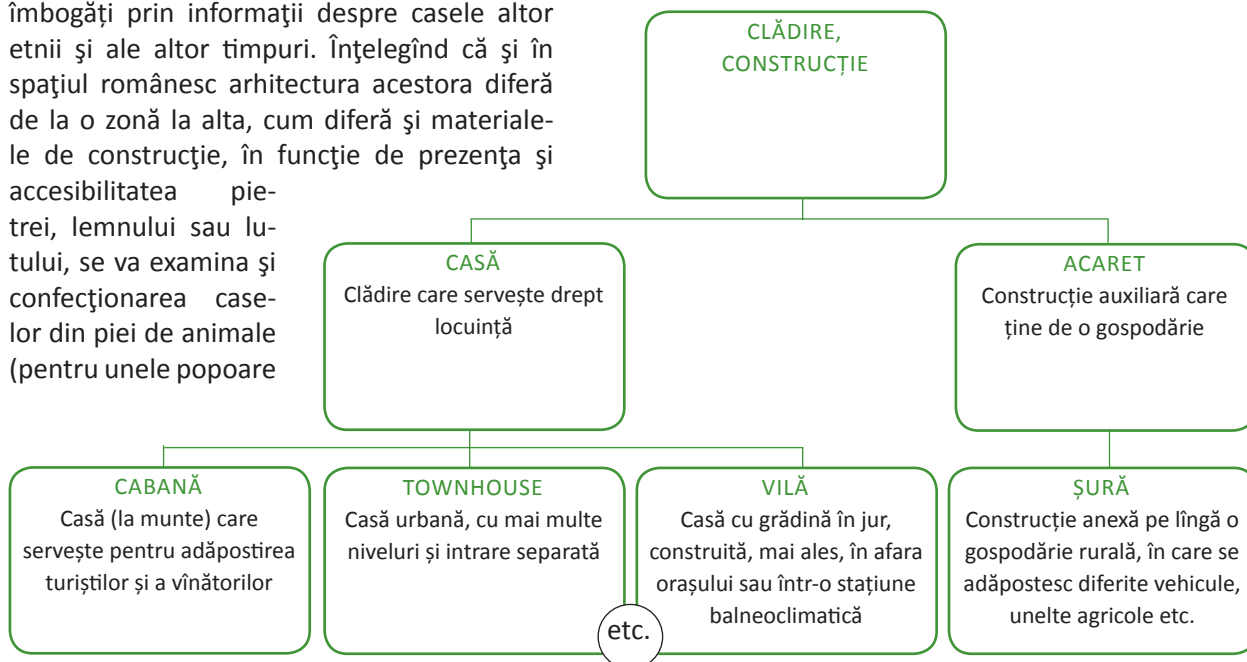 îmbogăți prin informaţii despre casele altor
etnii şi ale altor timpuri. Înţelegînd că şi în
spaţiul românesc arhitectura acestora diferă
de la o zonă la alta, cum diferă şi materiale-
le de construcţie, în funcţie de prezenţa şi
accesibilitatea pie-
trei, lemnului sau lu-
tului, se va examina şi
confecţionarea case-
lor din piei de animale
(pentru unele popoare
CLĂDIRE,
CONSTRUCȚIE
CASĂ
Clădire care servește drept
locuință
ACARET
Construcție auxiliară care
ține de o gospodărie
CABANĂ
Casă (la munte) care
servește pentru adăpostirea
turiștilor și a vînătorilor
TOWNHOUSE
Casă urbană, cu mai multe
niveluri și intrare separată
VILĂ
Casă cu grădină în jur,
construită, mai ales, în afara
orașului sau într-o stațiune
balneoclimatică
etc.
ȘURĂ
Construcție anexă pe lîngă o
gospodărie rurală, în care se
adăpostesc diferite vehicule,
unelte agricole etc.